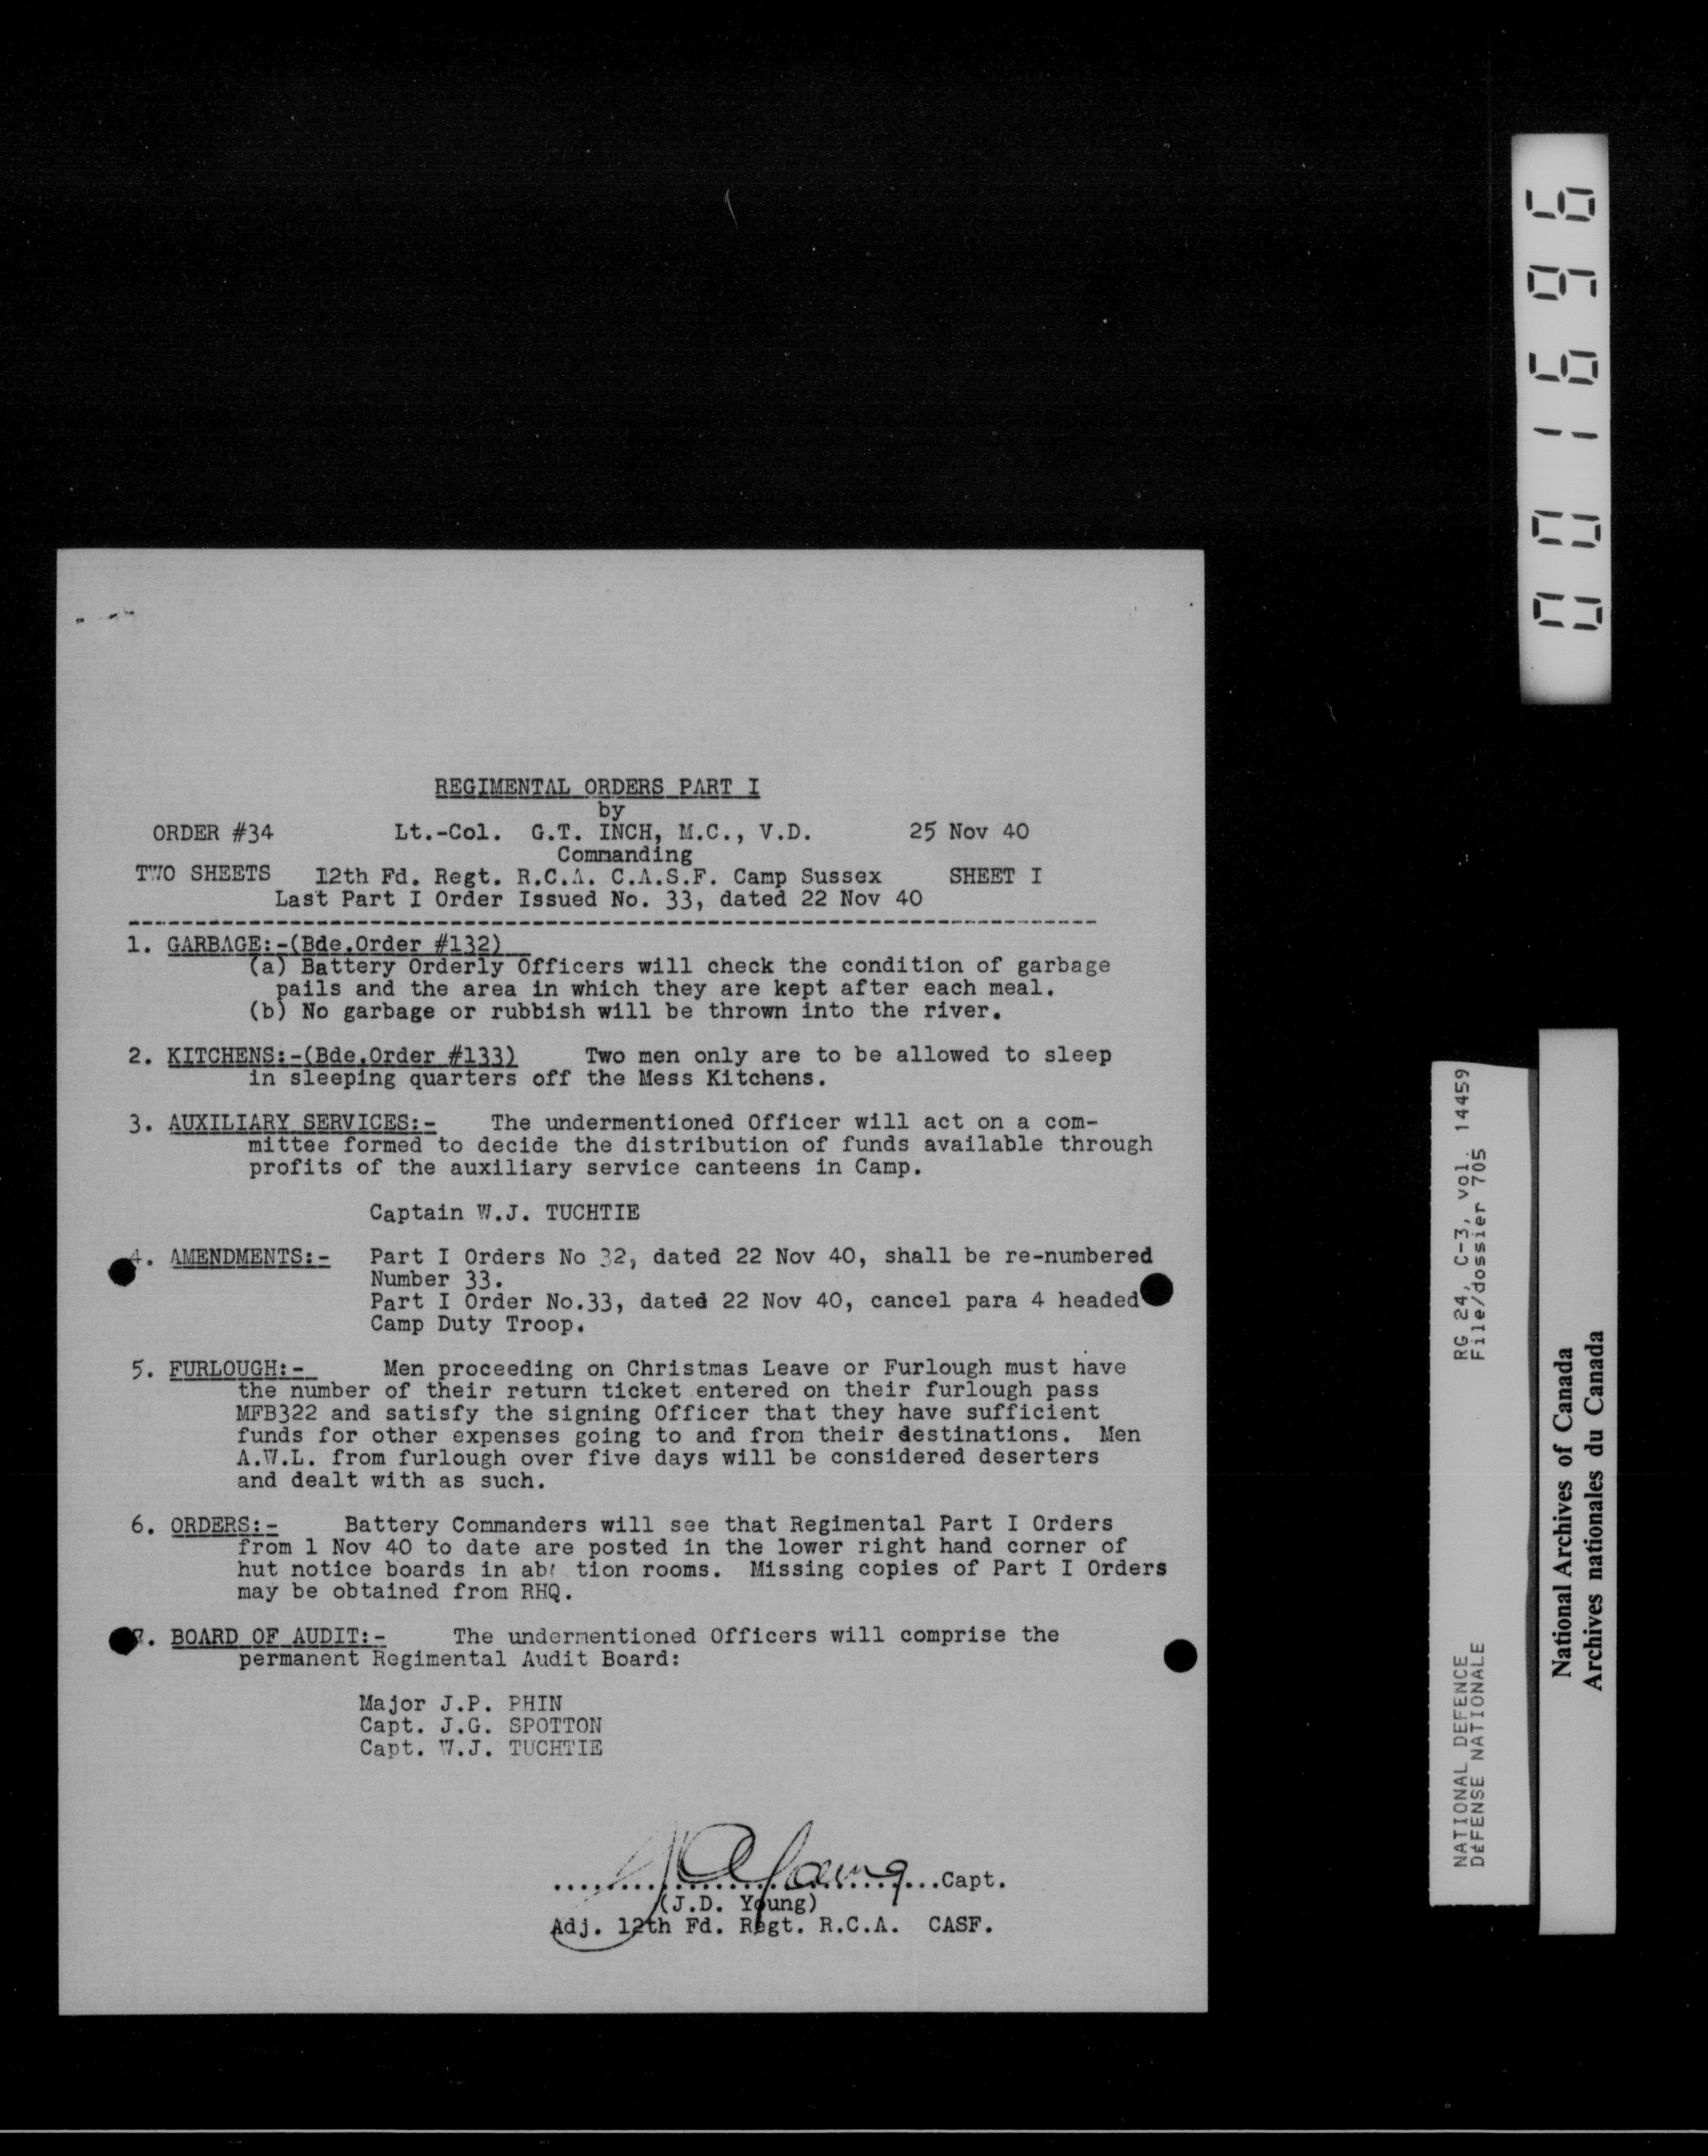 REGIMENTAL ORDERS PART I
by
ORDER #34 Lt.-Col. G.T. INCH, M.C., V.D. 25 Nov 40
Commanding
TWO SHEETS 12th Fd. Regt. R.C.A. C.A.S.F. Camp Sussex SHEET I
Last Part I Order Issued No. 33, dated 22 Nov 40
1. GARBAGE:-(Bde.Order #132)
(a) Battery Orderly Officers will check the condition of garbage
pails and the area in which they are kept after each meal.
(b) No garbage or rubbish will be thrown into the river.
2. KITCHENS:-(Bde.Order #133) Two men only are to be allowed to sleep
in sleeping quarters off the Mess Kitchens.
3. AUXILIARY SERVICES:- The undermentioned Officer will act on a com-
mittee formed to decide the distribution of funds available through
profits of the auxiliary service canteens in Camp.
Captain W.J. TUCHTIE
4. AMENDMENTS:- Part I Orders No 32, dated 22 Nov 40, shall be re-numbered
Number 33.
Part I Order No.33, dated 22 Nov 40, cancel para 4 headed
Camp Duty Troop.
5. FURLOUGH:- Men proceeding on Christmas Leave or Furlough must have
the number of their return ticket entered on their furlough pass
MFB322 and satisfy the signing Officer that they have sufficient
funds for other expenses going to and from their destinations. Men
A.W.L. from furlough over five days will be considered deserters
and dealt with as such.
6. ORDERS:- Battery Commanders will see that Regimental Part I Orders
from 1 Nov 40 to date are posted in the lower right hand corner of
hut notice boards in ab tion rooms. Missing copies of Part I Orders
may be obtained from RHQ.
7. BOARD OF AUDIT:- The undermentioned Officers will comprise the
permanent Regimental Audit Board:
Major J.P. PHIN
Capt. J.G. SPOTTON
Capt. W.J. TUCHTIE
....................Capt.
(J.D. Young)
Adj. 12th Fd. Regt. R.C.A. CASF.
001696
NATIONAL DEFENCE RG 24, C-3, vol. 14459
DÉFENSE NATIONALE File/dossier 705
National Archives of Canada
Archives nationales du Canada